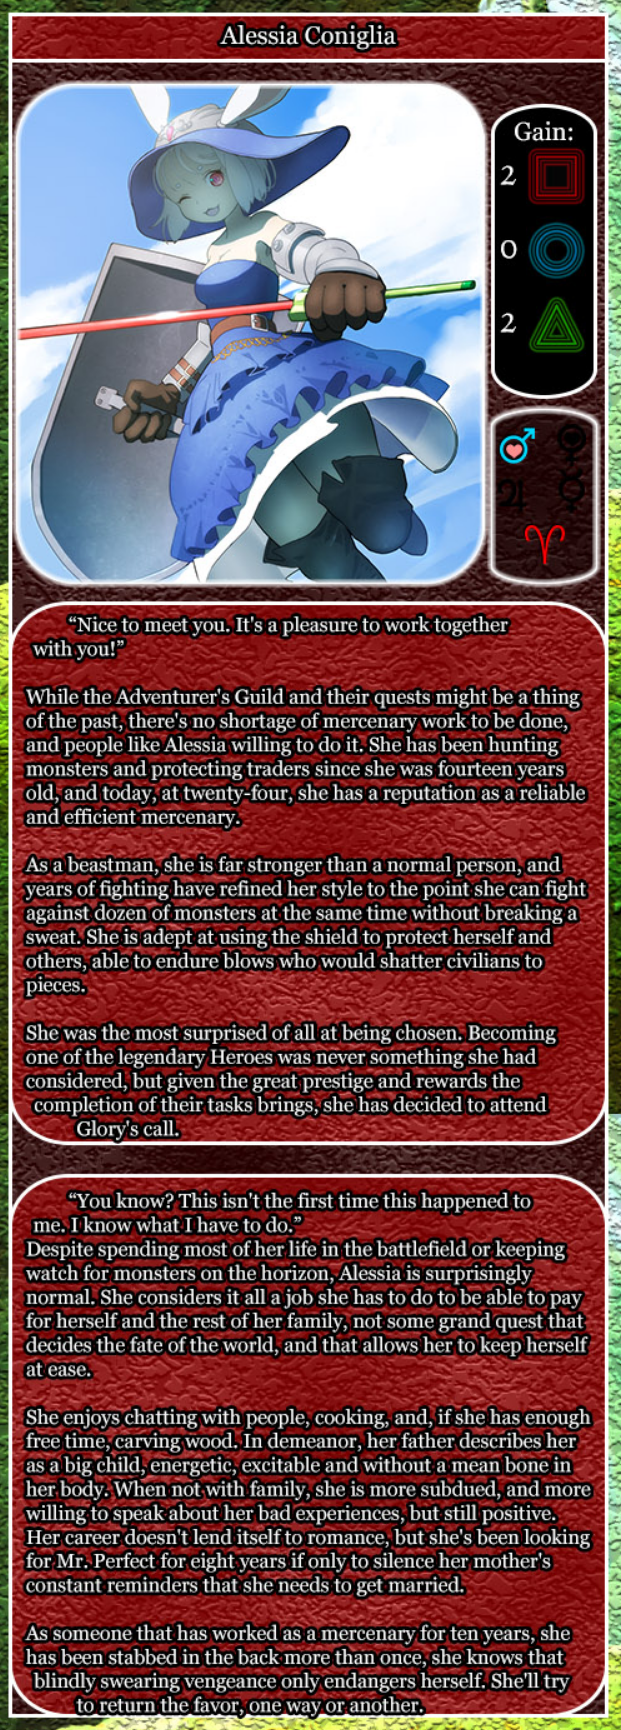 Alessia Coniglia
Gain:
2
0
2
“Nice to meet you. It's a pleasure to work together
with you!”
While the Adventurer's Guild and their quests might be a thing
of the past, there's no shortage of mercenary work to be done,
and people like Alessia willing to do it. She has been hunting
monsters and protecting traders since she was fourteen years
old, and today, at twenty-four, she has a reputation as a reliable
and efficient mercenary.
As a beastman, she is far stronger than a normal person, and
years of fighting have refined her style to the point she can fight
against dozen of monsters at the same time without breaking a
sweat. She is adept at using the shield to protect herself and
others, able to endure blows who would shatter civilians to
pieces.
She was the most surprised of all at being chosen. Becoming
one of the legendary Heroes was never something she had
considered, but given the great prestige and rewards the
completion of their tasks brings, she has decided to attend
Glory's call.
“You know? This isn't the first time this happened to
me. I know what I have to do.”
Despite spending most of her life in the battlefield or keeping
watch for monsters on the horizon, Alessia is surprisingly
normal. She considers it all a job she has to do to be able to pay
for herself and the rest of her family, not some grand quest that
decides the fate of the world, and that allows her to keep herself
at ease.
She enjoys chatting with people, cooking, and, if she has enough
free time, carving wood. In demeanor, her father describes her
as a big child, energetic, excitable and without a mean bone in
her body. When not with family, she is more subdued, and more
willing to speak about her bad experiences, but still positive.
Her career doesn't lend itself to romance, but she's been looking
for Mr. Perfect for eight years if only to silence her mother's
constant reminders that she needs to get married.
As someone that has worked as a mercenary for ten years, she
has been stabbed in the back more than once, she knows that
blindly swearing vengeance only endangers herself. She'll try
to return the favor, one way or another.